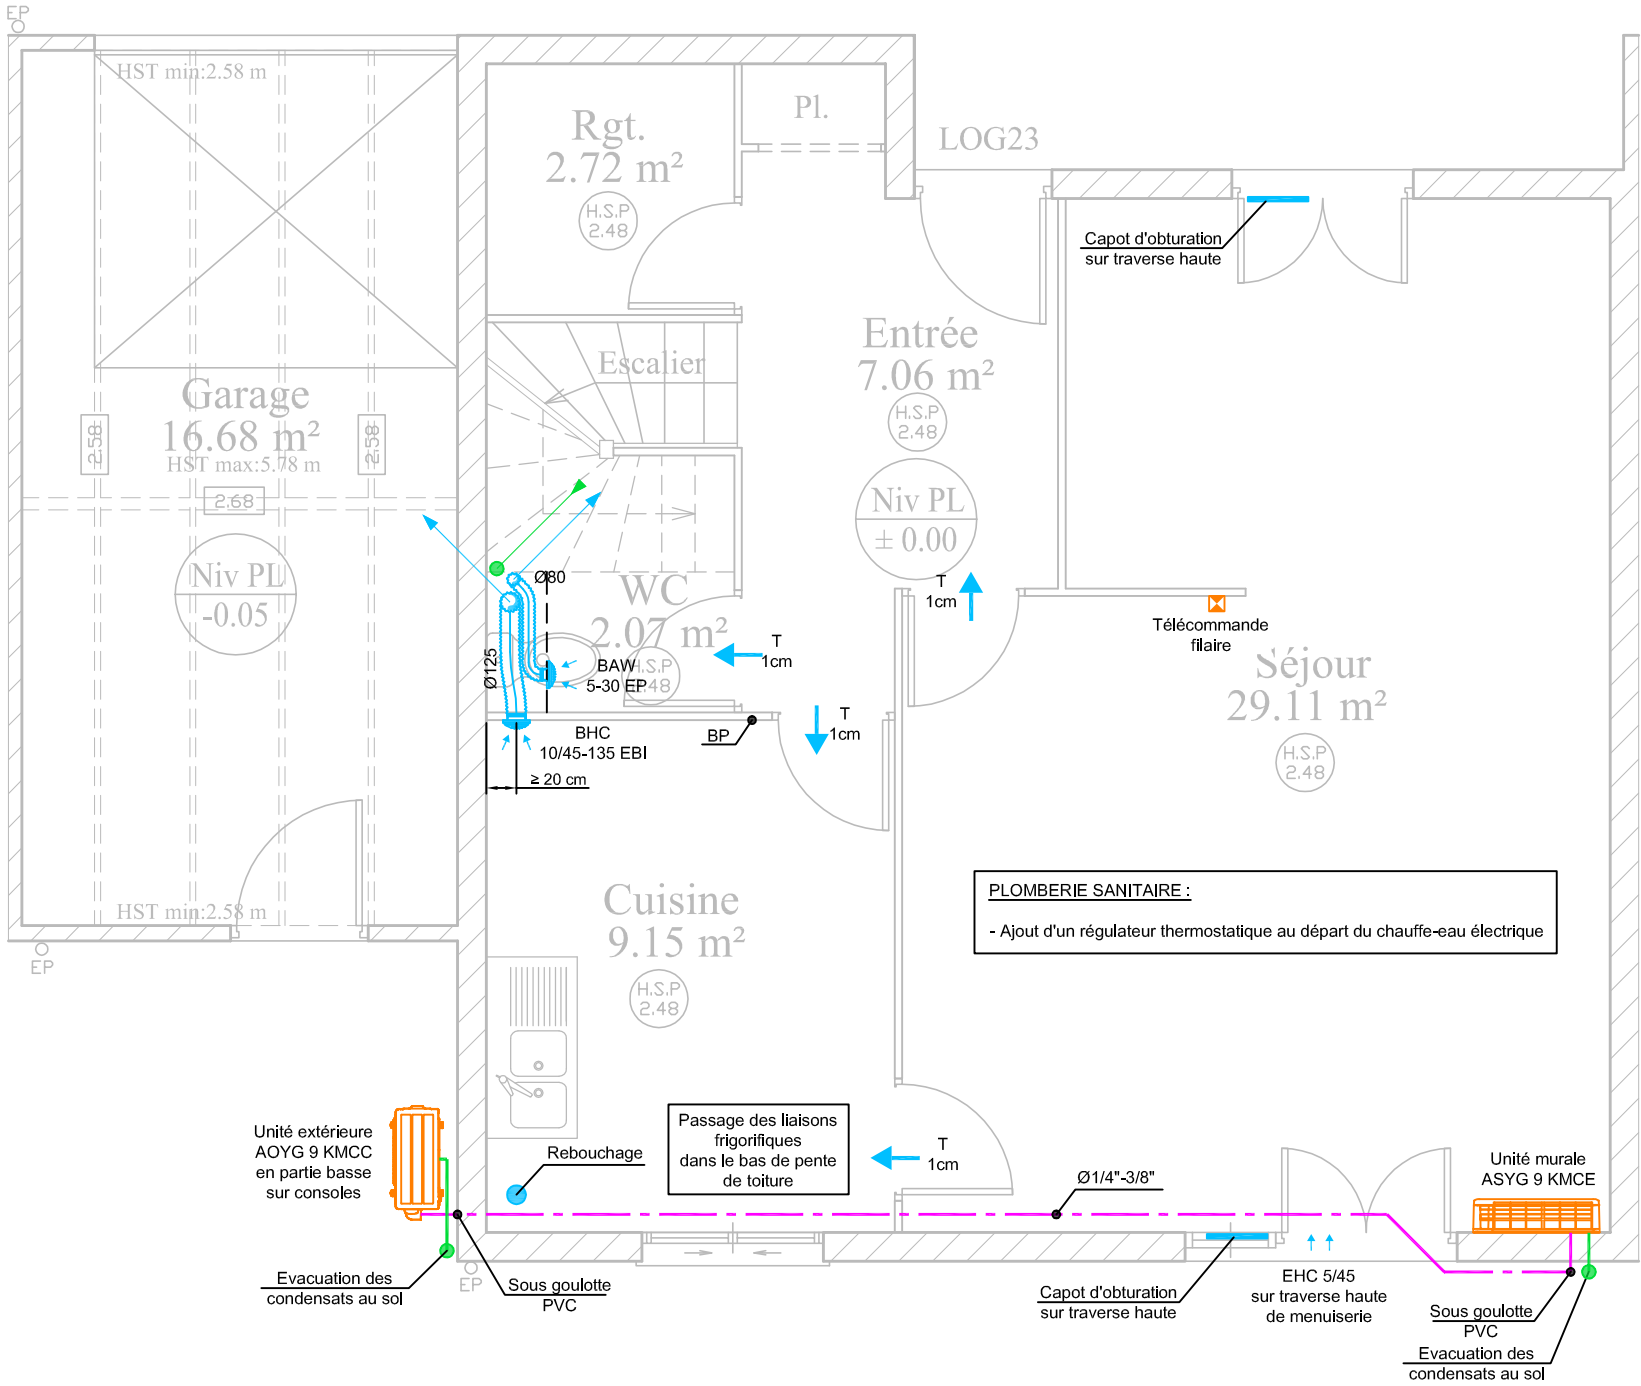 EP
HST min:2.58 m
Rgt.
2.72 m²
H.S.P
2.48
Pl.
LOG23
Capot d'obturation
sur traverse haute
Escalier
Entrée
7.06 m²
H.S.P
2.48
Garage
16.68 m²
HST max:5.78 m
2.58
2.58
2.68
Niv PL
± 0.00
Niv PL
-0.05
Ø80
WC
2.07 m²
H.S.P
2.48
Ø125
BAW
5-30 EP
T
1cm
T
1cm
T
1cm
Télécommande
filaire
Séjour
29.11 m²
H.S.P
2.48
BHC
10/45-135 EBI
BP
≥ 20 cm
PLOMBERIE SANITAIRE :
- Ajout d'un régulateur thermostatique au départ du chauffe-eau électrique
Cuisine
9.15 m²
H.S.P
2.48
HST min:2.58 m
EP
Unité extérieure
AOYG 9 KMCC
en partie basse
sur consoles
Rebouchage
Passage des liaisons
frigorifiques
dans le bas de pente
de toiture
T
1cm
Ø1/4"-3/8"
Unité murale
ASYG 9 KMCE
Evacuation des
condensats au sol
EP
Sous goulotte
PVC
Capot d'obturation
sur traverse haute
EHC 5/45
sur traverse haute
de menuiserie
Sous goulotte
PVC
Evacuation des
condensats au sol